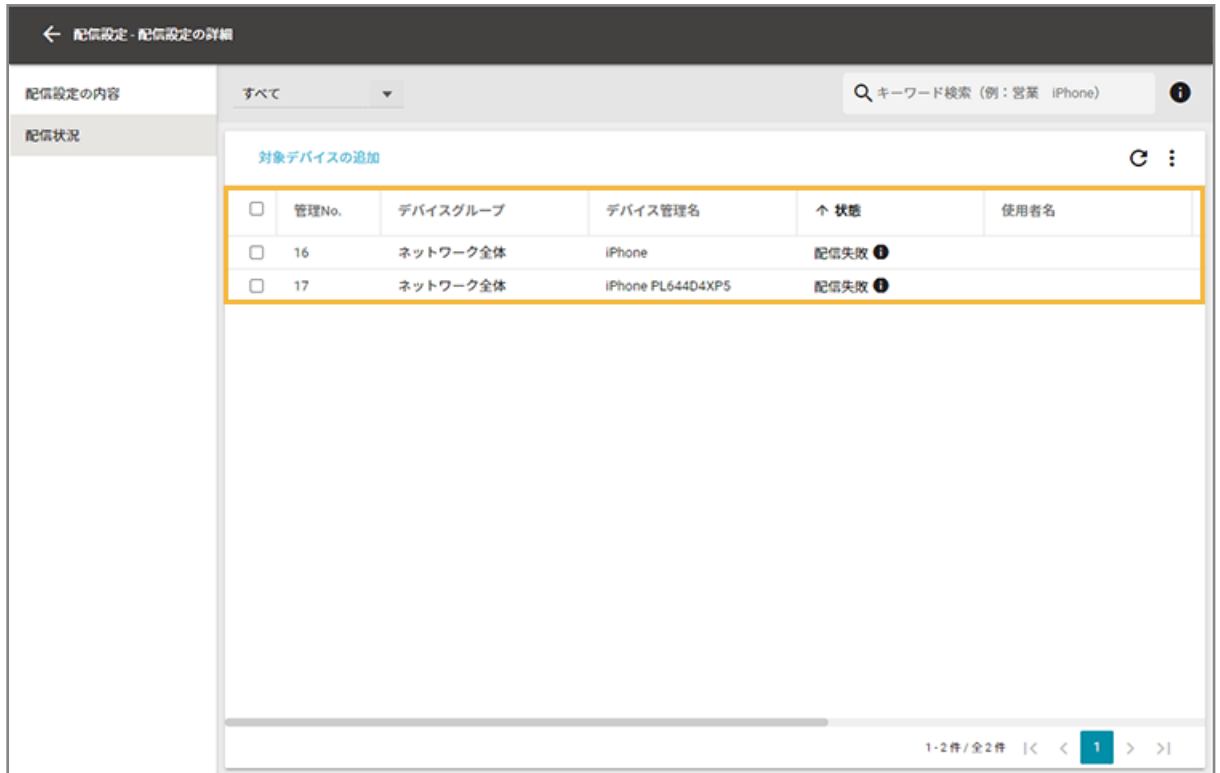 配信設定 - 配信設定の詳細
配信設定の内容
配信状況
すべて
キーワード検索（例：営業　iPhone）
対象デバイスの追加
管理No. デバイスグループ デバイス管理名 状態 使用者名
16 ネットワーク全体 iPhone 配信失敗
17 ネットワーク全体 iPhone PL644D4XP5 配信失敗
1-2件/全2件 1